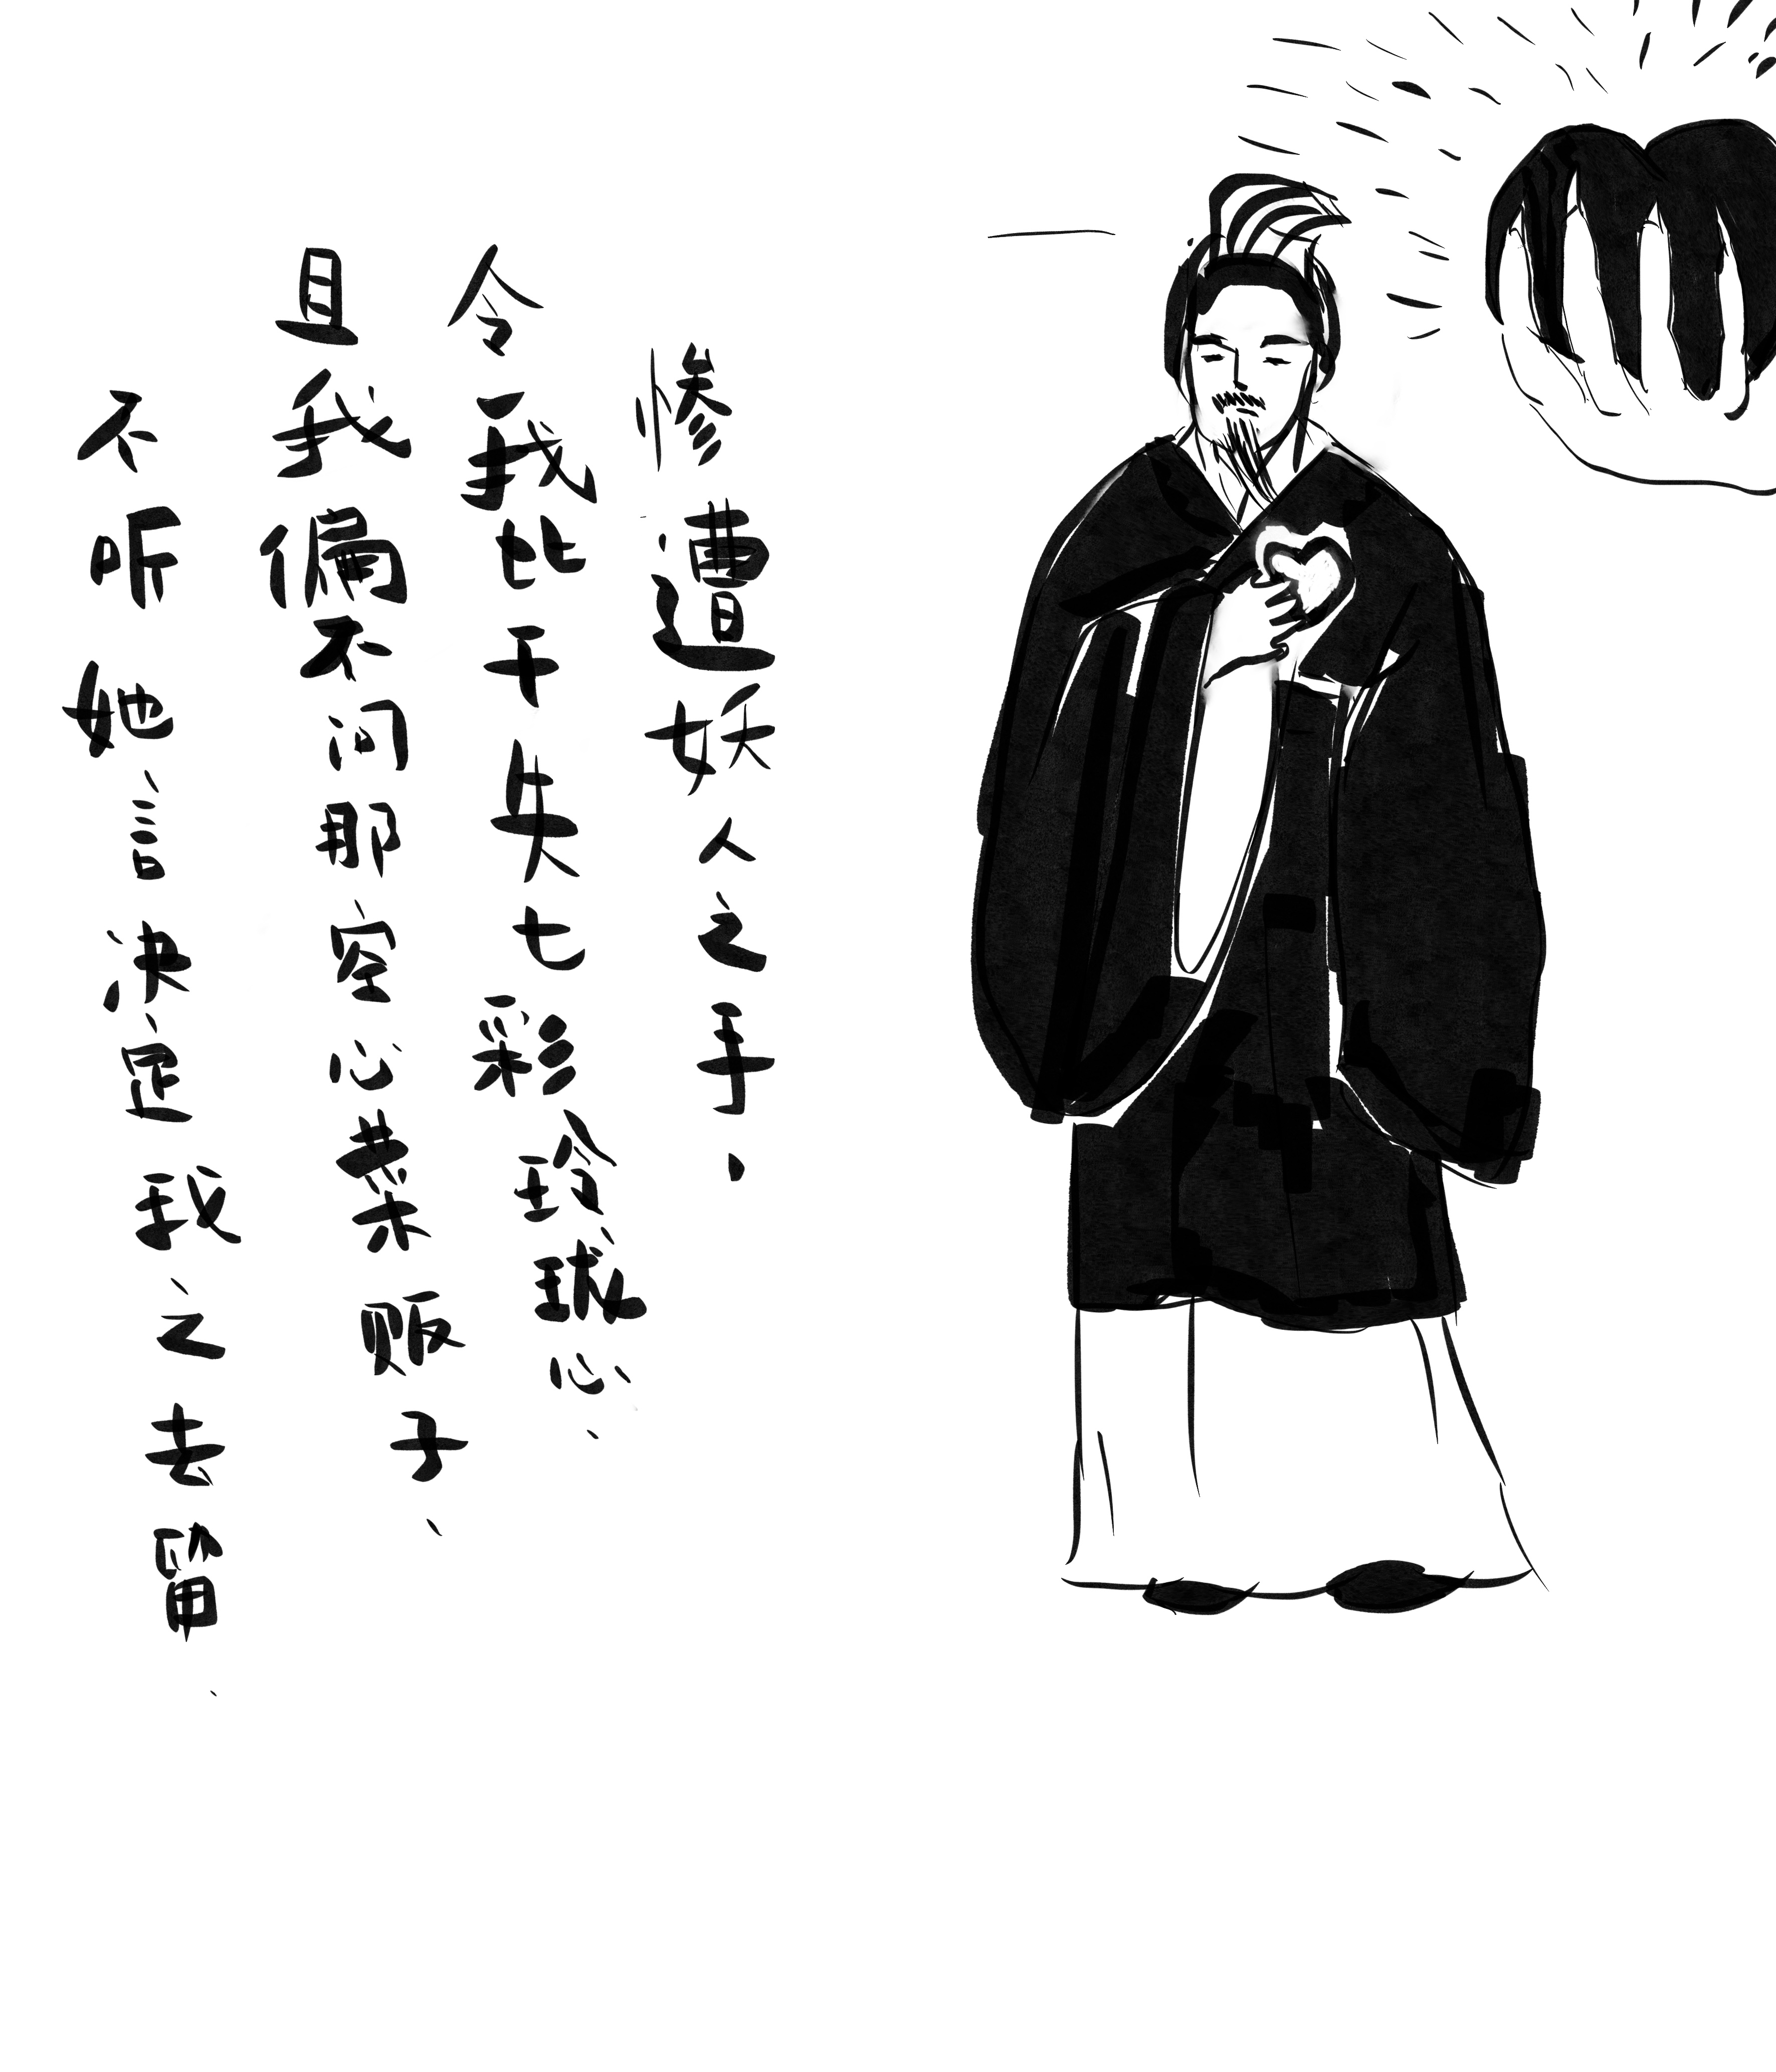 惨遭妖人之手、
令我比干失七彩玲珑心、
且我偏不问那空心菜贩子、
不听她言決定我之去留、